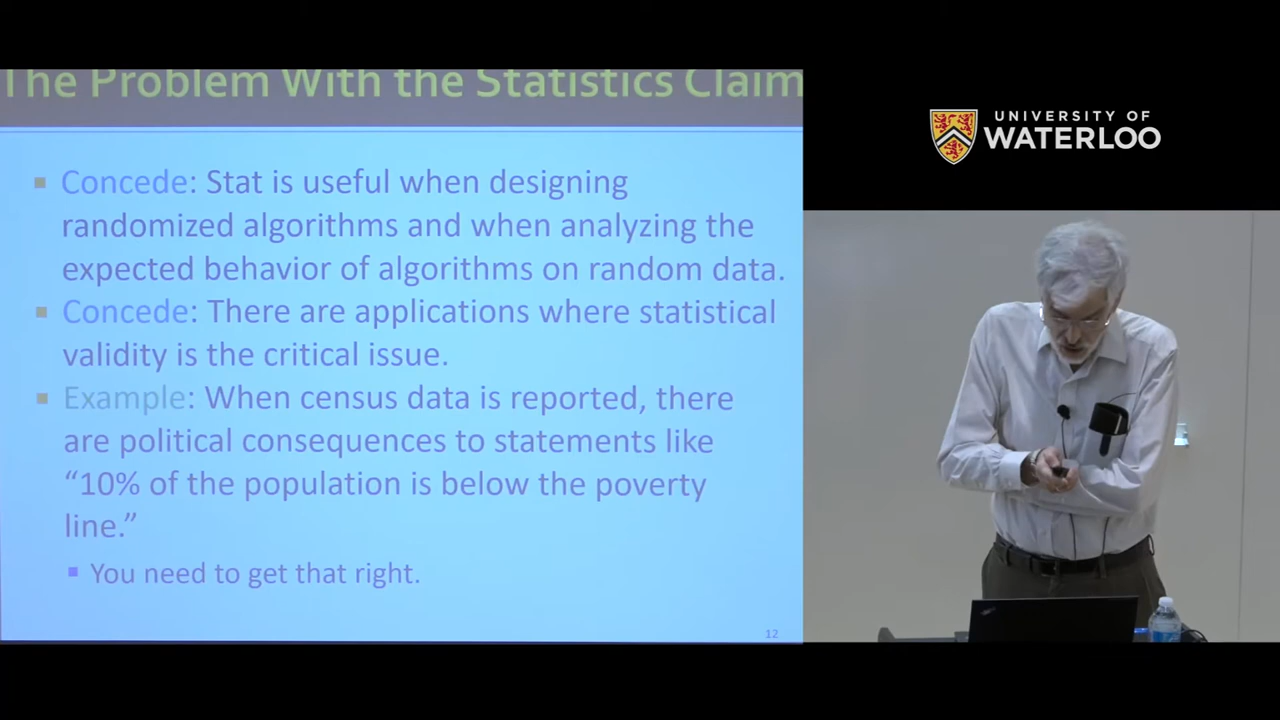 The Problem With the Statistics Claim
Concede: Stat is useful when designing
randomized algorithms and when analyzing the
expected behavior of algorithms on random data.
Concede: There are applications where statistical
validity is the critical issue.
Example: When census data is reported, there
are political consequences to statements like
“10% of the population is below the poverty
line.”
You need to get that right.
12
UNIVERSITY OF
WATERLOO